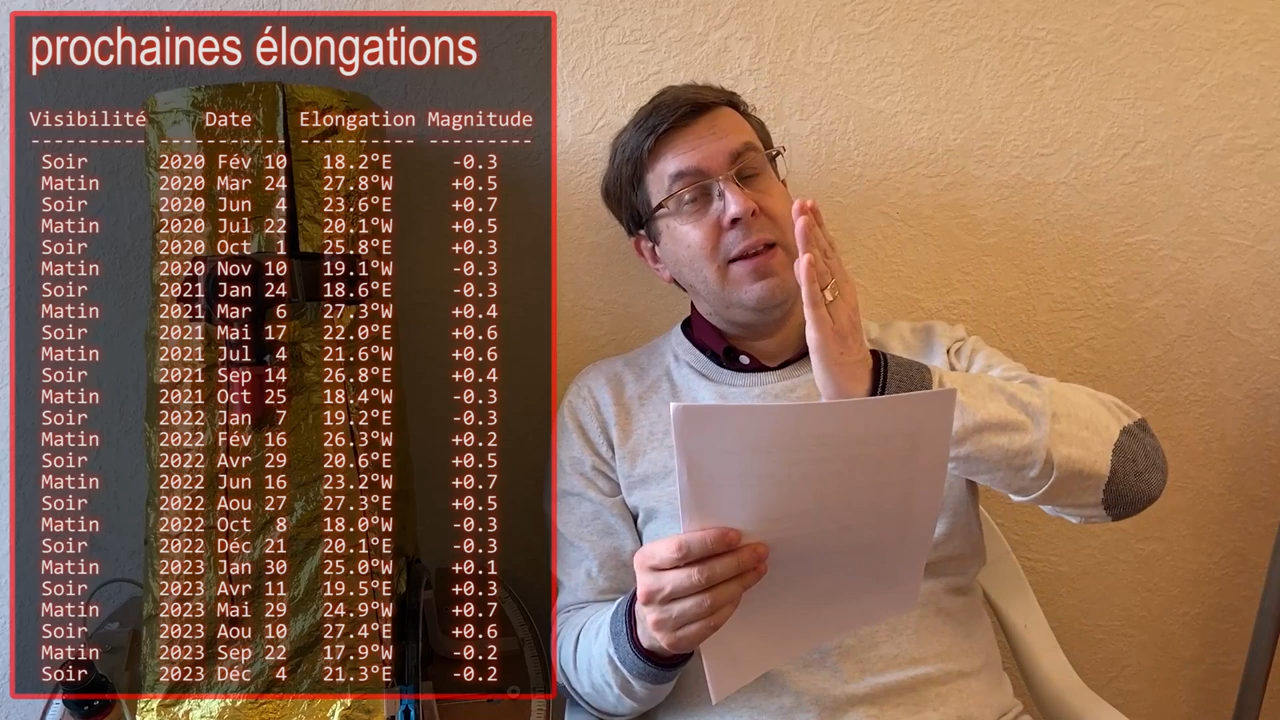 prochaines élongations
Visibilité Date Elongation Magnitude
---------- ----------- ---------- ---------
Soir 2020 Fév 10 18.2°E -0.3
Matin 2020 Mar 24 27.8°W +0.5
Soir 2020 Jun 4 23.6°E +0.7
Matin 2020 Jul 22 20.1°W +0.5
Soir 2020 Oct 1 25.8°E +0.3
Matin 2020 Nov 10 19.1°W -0.3
Soir 2021 Jan 24 18.6°E -0.3
Matin 2021 Mar 6 27.3°W +0.4
Soir 2021 Mai 17 22.0°E +0.6
Matin 2021 Jul 4 21.6°W +0.6
Soir 2021 Sep 14 26.8°E +0.4
Matin 2021 Oct 25 18.4°W -0.3
Soir 2022 Jan 7 19.2°E -0.3
Matin 2022 Fév 16 26.3°W +0.2
Soir 2022 Avr 29 20.6°E +0.5
Matin 2022 Jun 16 23.2°W +0.7
Soir 2022 Aou 27 27.3°E +0.5
Matin 2022 Oct 8 18.0°W -0.3
Soir 2022 Déc 21 20.1°E -0.3
Matin 2023 Jan 30 25.0°W +0.1
Soir 2023 Avr 11 19.5°E +0.3
Matin 2023 Mai 29 24.9°W +0.7
Soir 2023 Aou 10 27.4°E +0.6
Matin 2023 Sep 22 17.9°W -0.2
Soir 2023 Déc 4 21.3°E -0.2